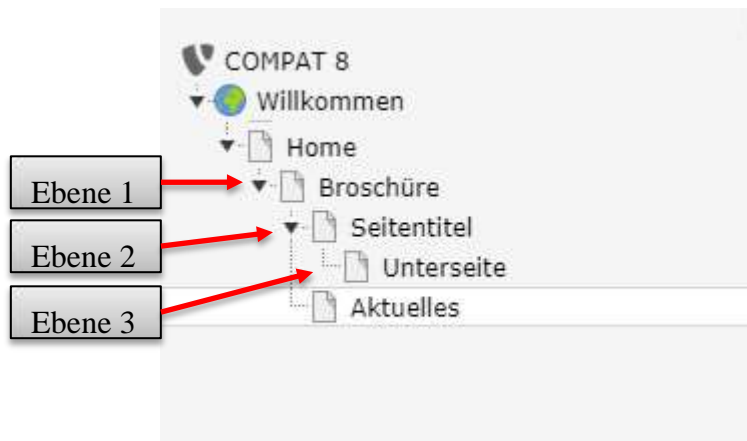 COMPAT 8
Willkommen
Home
Ebene 1
Broschüre
Ebene 2
Seitentitel
Unterseite
Ebene 3
Aktuelles